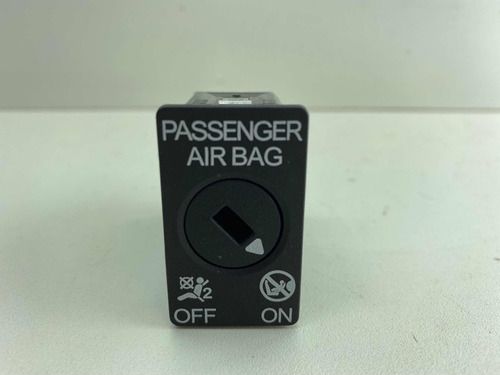 PASSENGER
AIR BAG
2
OFF ON